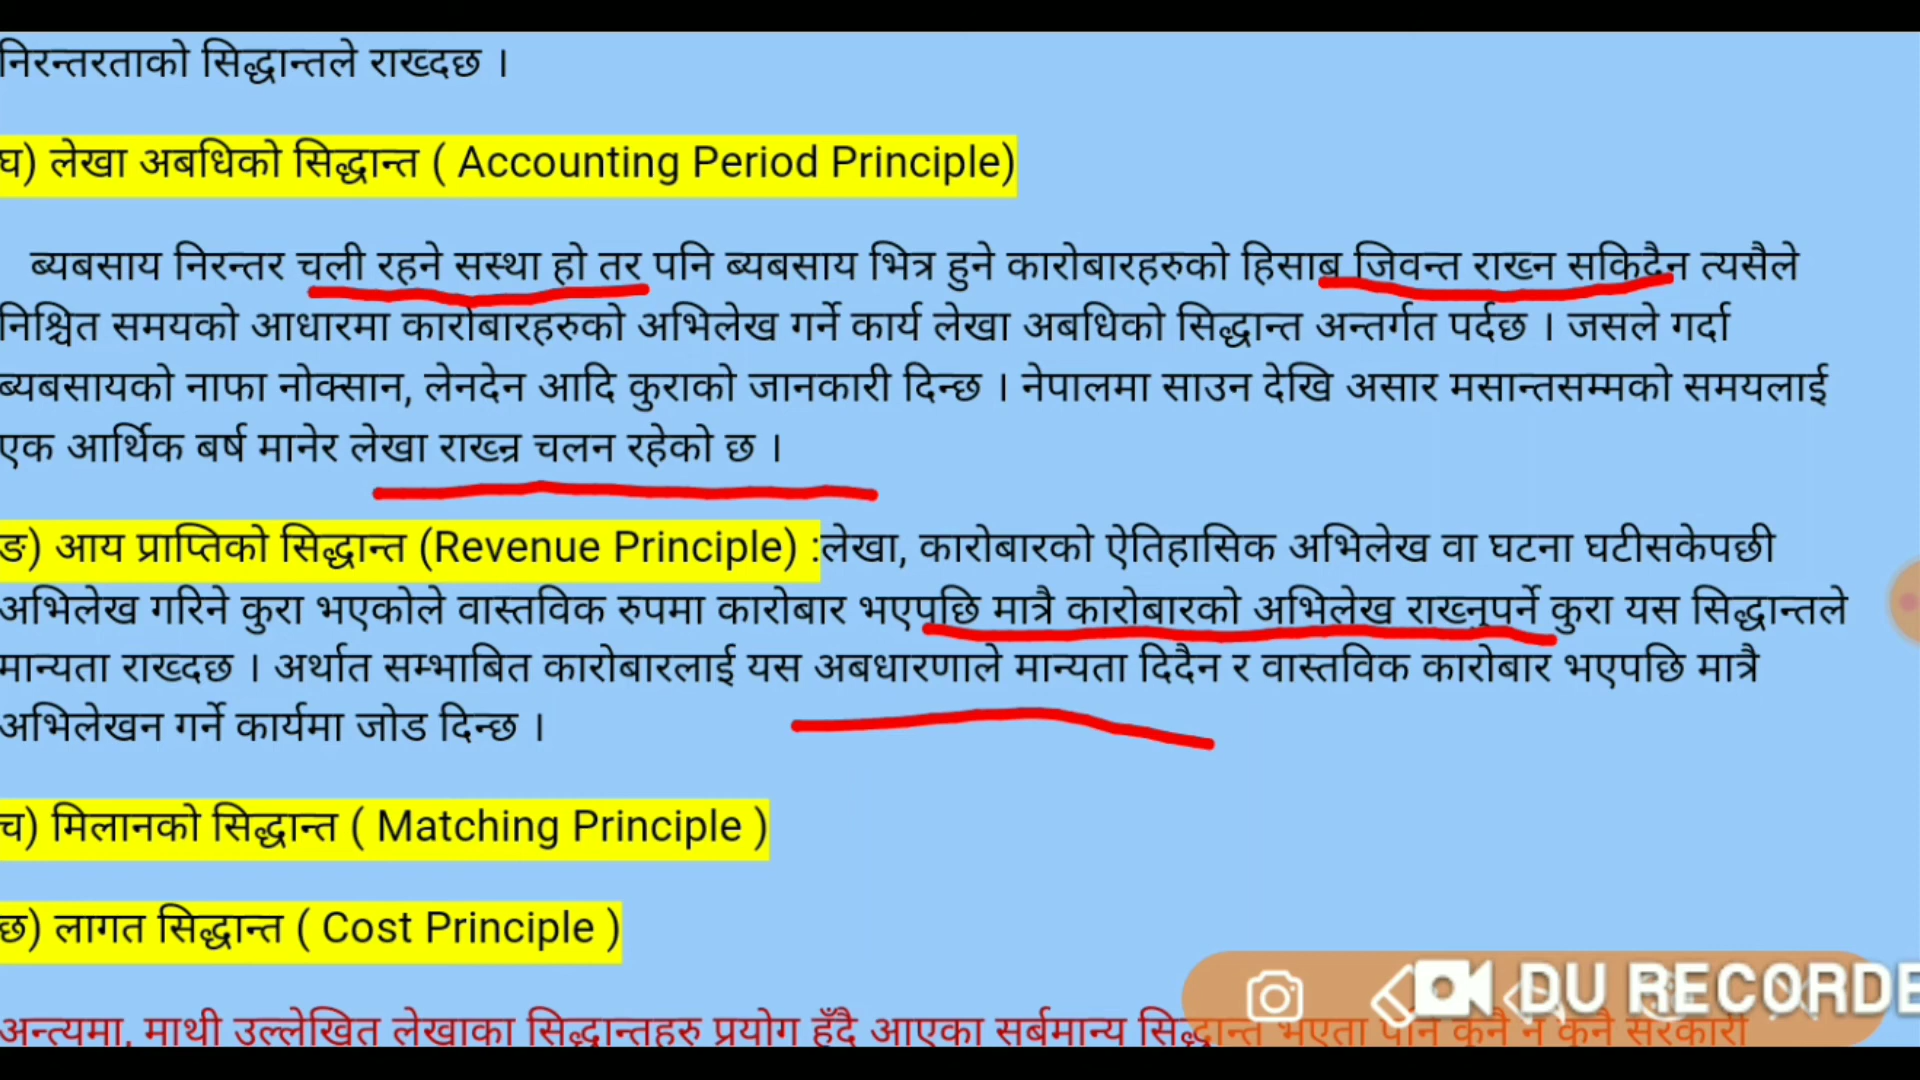 निरन्तरताको सिद्धान्तले राख्दछ ।
घ) लेखा अबधिको सिद्धान्त ( Accounting Period Principle)
ब्यबसाय निरन्तर चली रहने सस्था हो तर पनि ब्यबसाय भित्र हुने कारोबारहरुको हिसाब जिवन्त राख्न सकिदैन त्यसैले
निश्चित समयको आधारमा कारोबारहरुको अभिलेख गर्ने कार्य लेखा अबधिको सिद्धान्त अन्तर्गत पर्दछ । जसले गर्दा
ब्यबसायको नाफा नोक्सान, लेनदेन आदि कुराको जानकारी दिन्छ । नेपालमा साउन देखि असार मसान्तसम्मको समयलाई
एक आर्थिक बर्ष मानेर लेखा राख्न्र चलन रहेको छ ।
ङ) आय प्राप्तिको सिद्धान्त (Revenue Principle) :लेखा, कारोबारको ऐतिहासिक अभिलेख वा घटना घटीसकेपछी
अभिलेख गरिने कुरा भएकोले वास्तविक रुपमा कारोबार भएपछि मात्रै कारोबारको अभिलेख राख्नुपर्ने कुरा यस सिद्धान्तले
मान्यता राख्दछ । अर्थात सम्भाबित कारोबारलाई यस अबधारणाले मान्यता दिदैन र वास्तविक कारोबार भएपछि मात्रै
अभिलेखन गर्ने कार्यमा जोड दिन्छ ।
च) मिलानको सिद्धान्त ( Matching Principle )
छ) लागत सिद्धान्त ( Cost Principle )
DU RECORDE
अन्त्यमा, माथी उल्लेखित लेखाका सिद्धान्तहरु प्रयोग हुँदै आएका सर्बमान्य सिद्धान्त भएता पनि कुनै न कुनै सरकारी